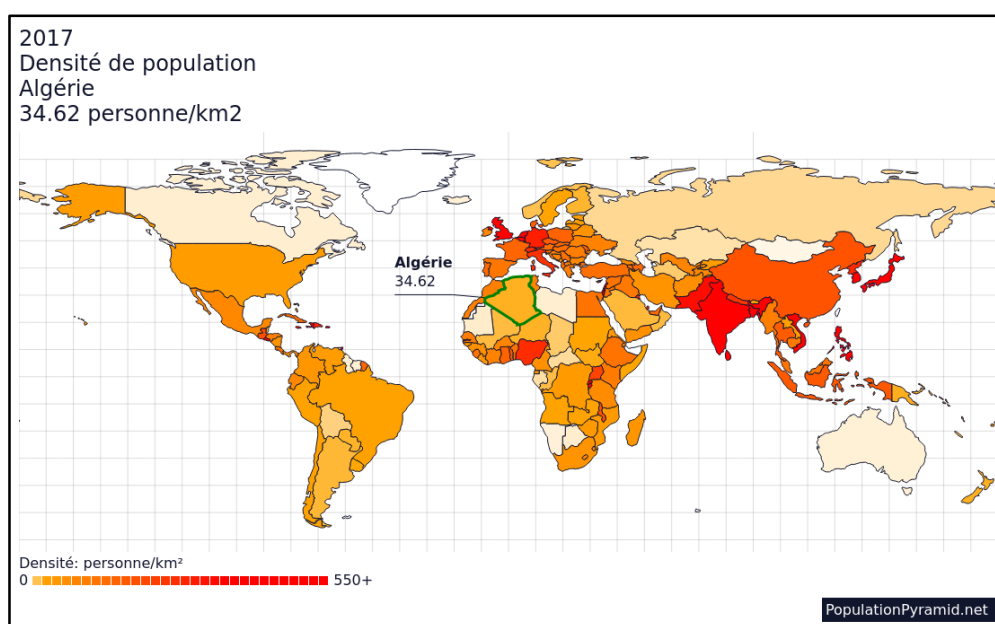 2017
Densité de population
Algérie
34.62 personne/km2
Algérie
34.62
Densité: personne/km²
0 550+
PopulationPyramid.net